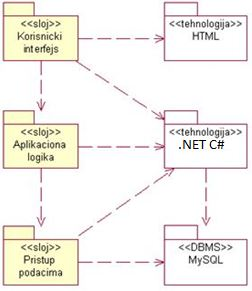 <<sloj>>
Korisnicki
interfejs
<<tehnologija>>
HTML
<<sloj>>
Aplikaciona
logika
<<tehnologija>>
.NET C#
<<sloj>>
Pristup
podacima
<<DBMS>>
MySQL